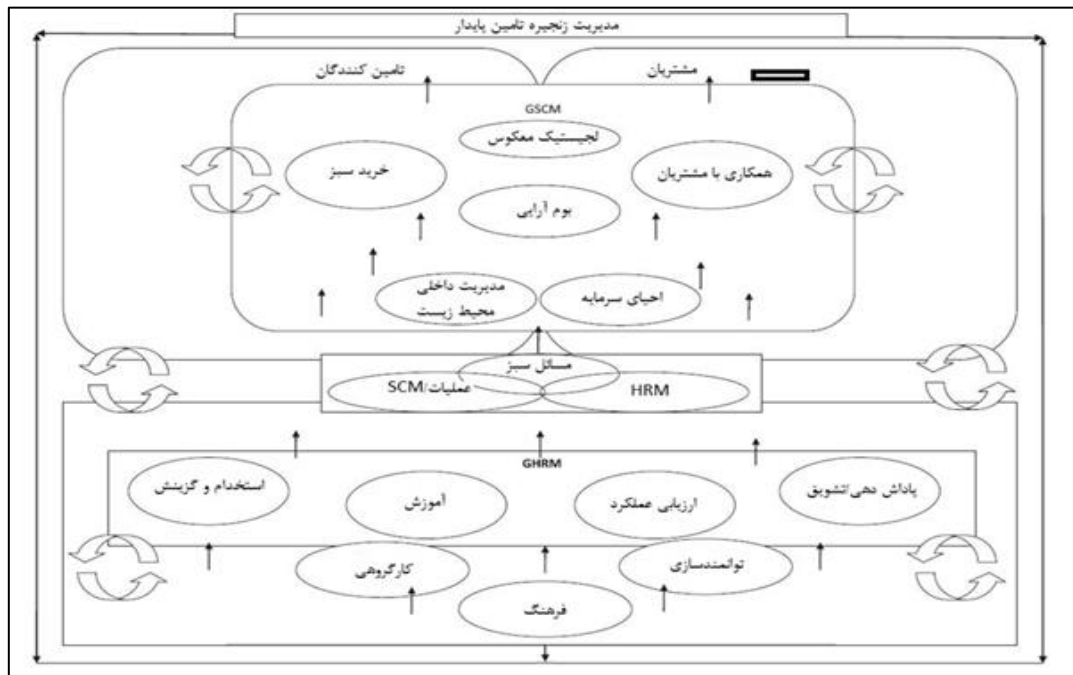 مدیریت زنجیره تامین پایدار
مشتریان
تامین کنندگان
GSCM
لجیستیک معکوس
همکاری با مشتریان
خرید سبز
بوم آرایی
احیای سرمایه
مدیریت داخلی
محیط زیست
مسائل سبز
HRM
عملیات/SCM
GHRM
پاداش دهی/تشویق
ارزیابی عملکرد
آموزش
استخدام و گزینش
توانمندسازی
کارگروهی
فرهنگ